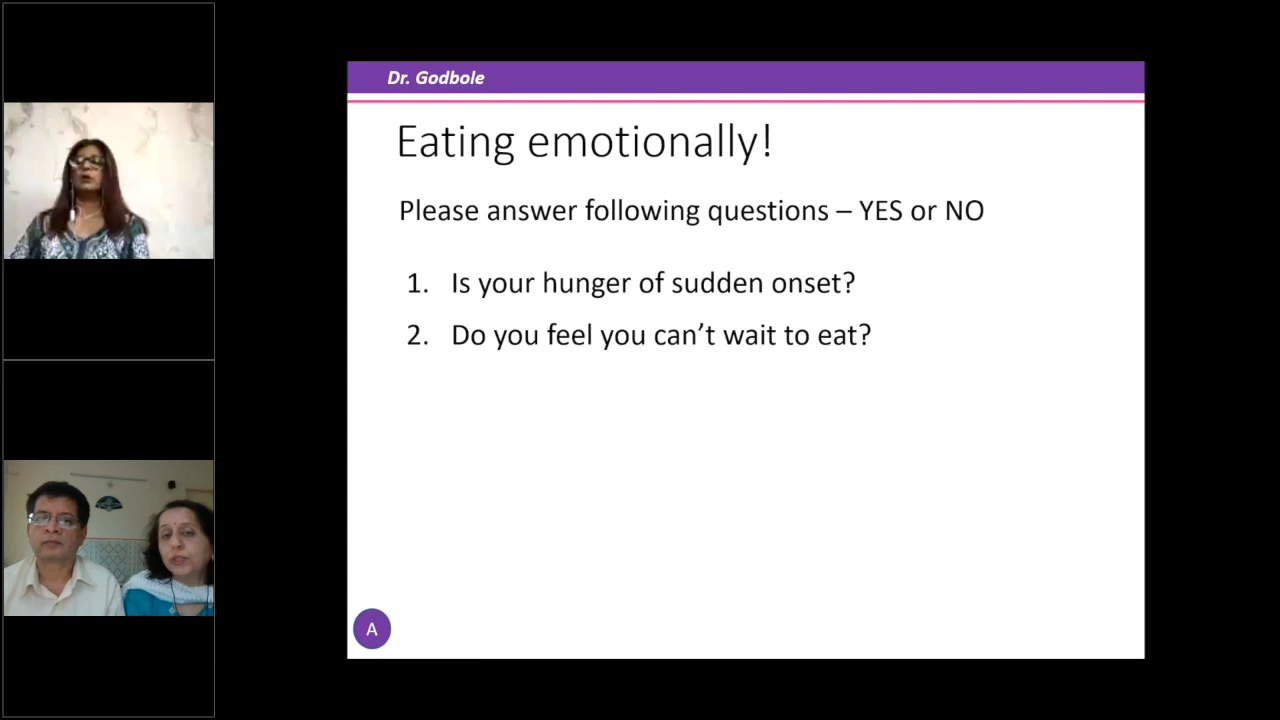 Dr. Godbole
Eating emotionally!
Please answer following questions – YES or NO
1. Is your hunger of sudden onset?
2. Do you feel you can’t wait to eat?
A